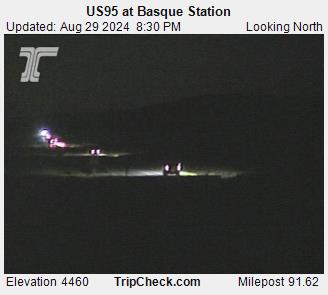 US95 at Basque Station
Updated: Aug 29 2024 8:30 PM Looking North
Elevation 4460 TripCheck.com Milepost 91.62